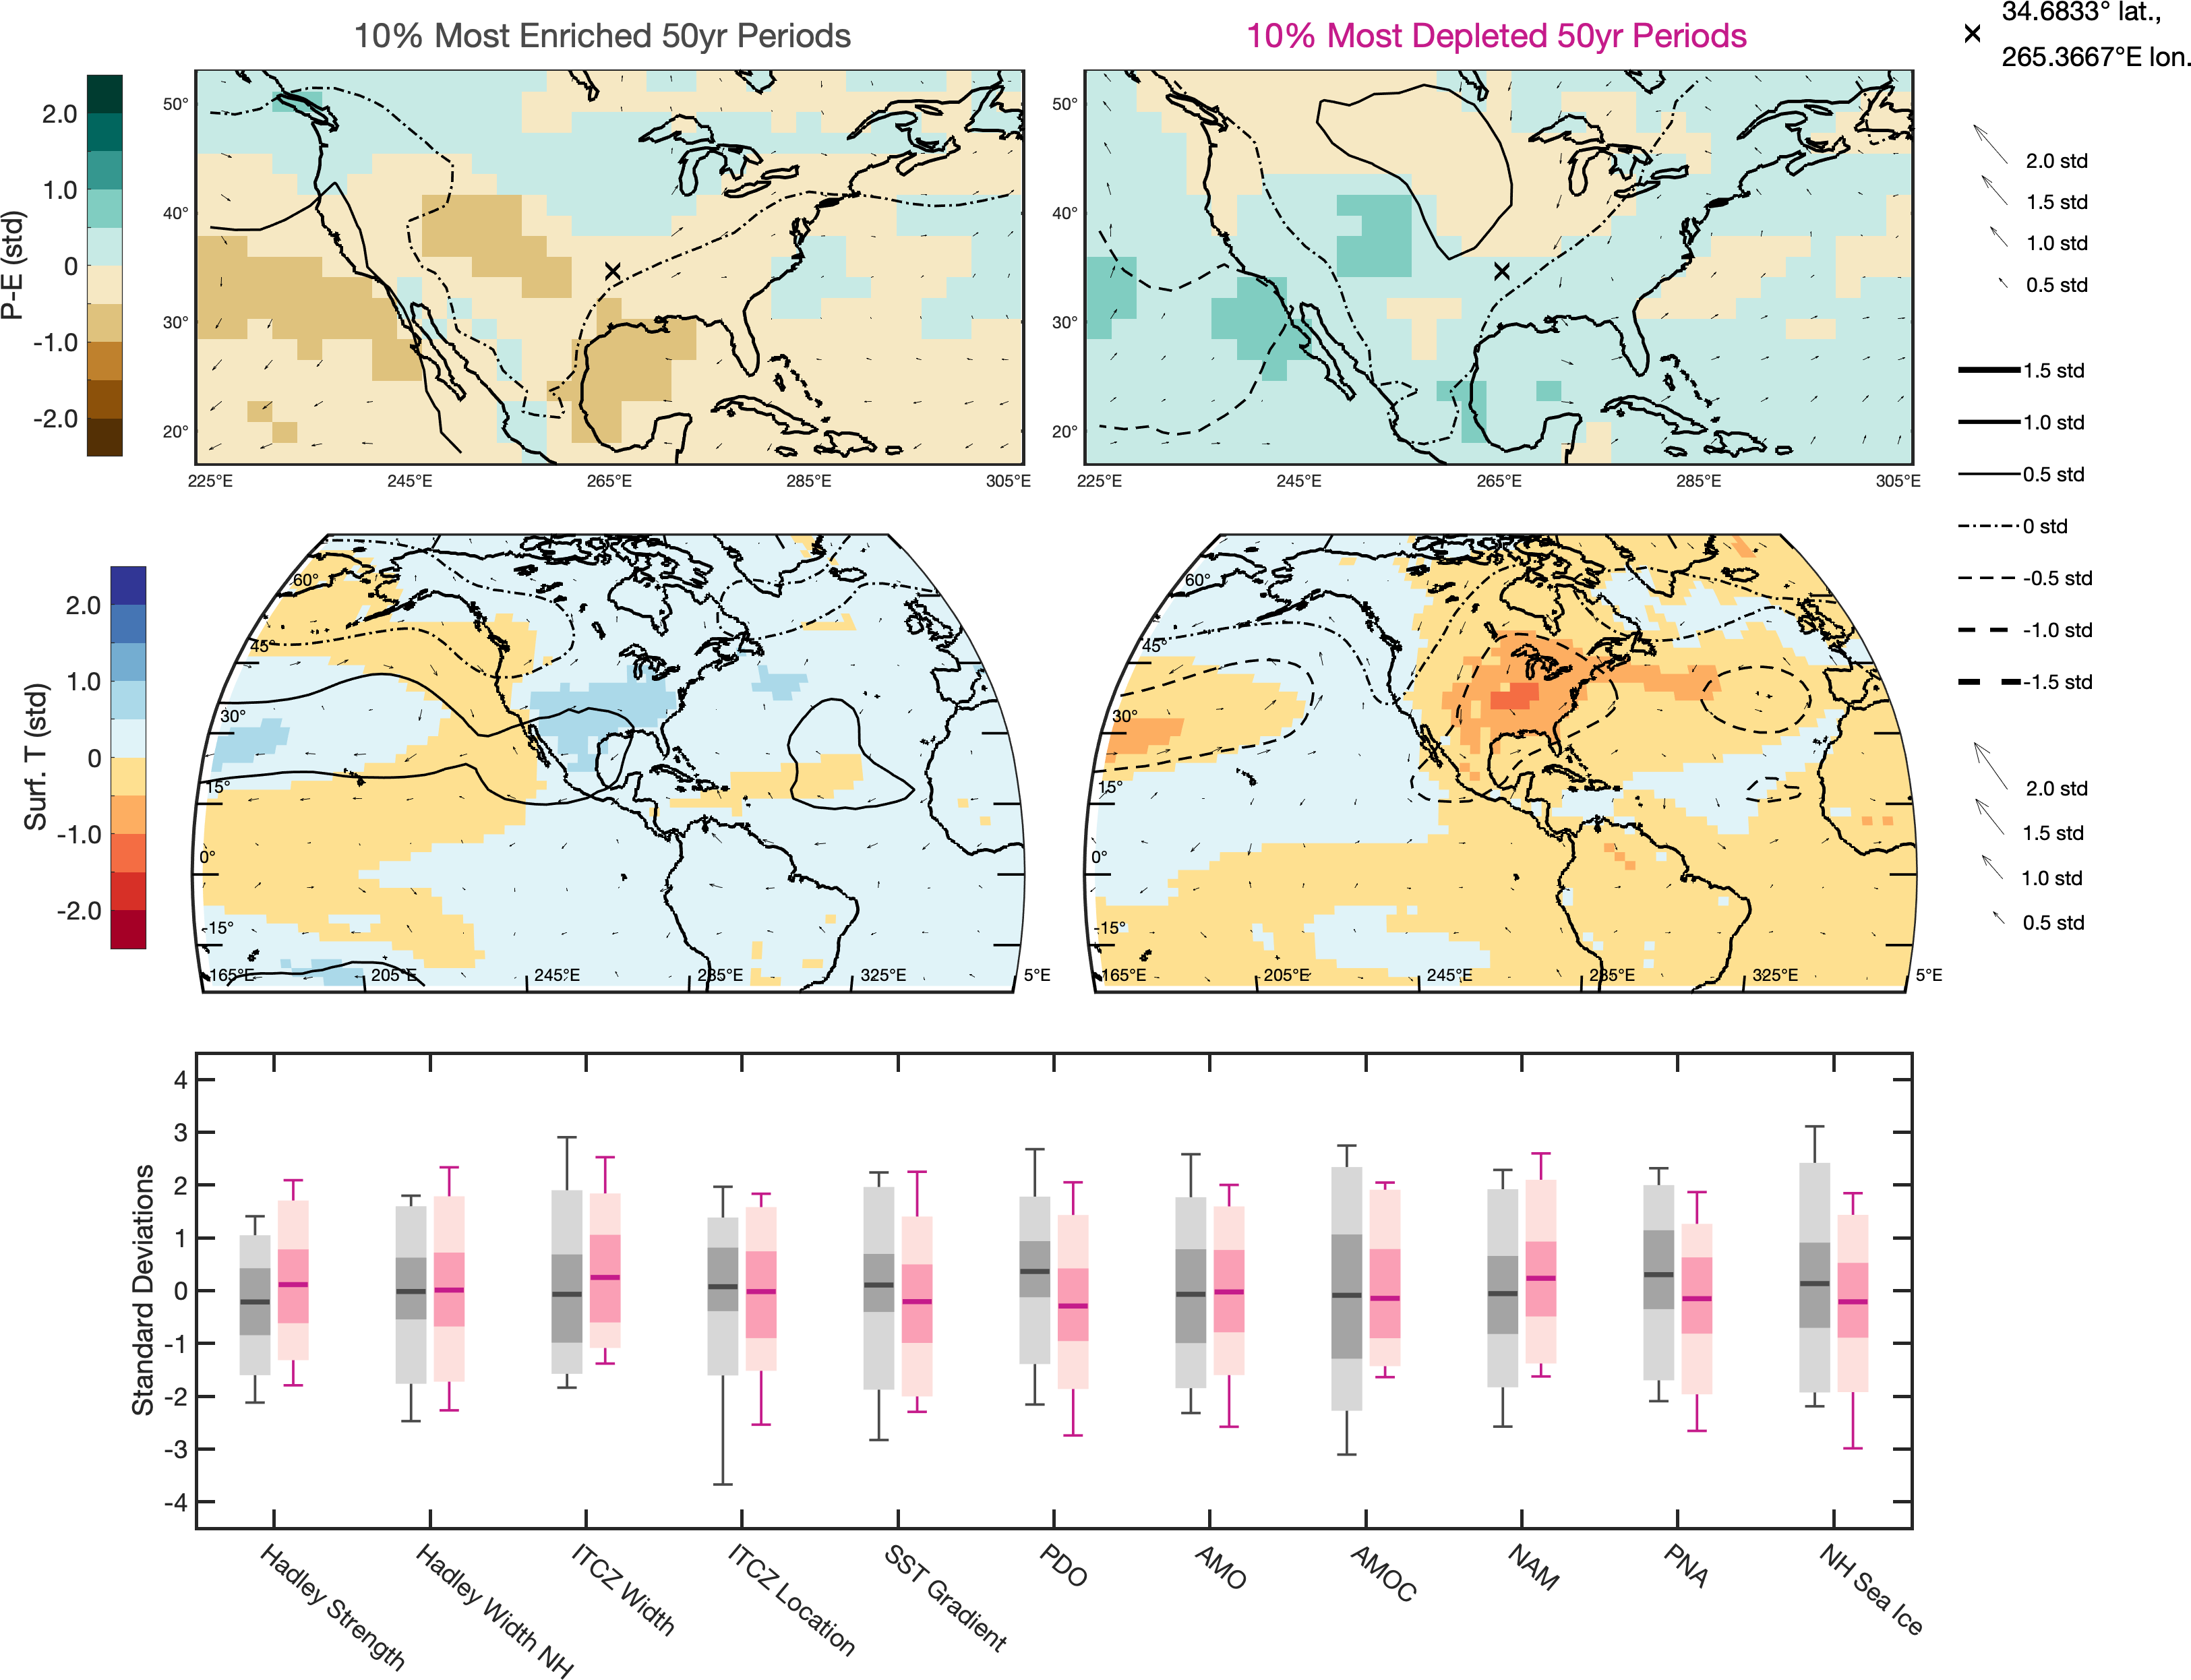 10% Most Enriched 50yr Periods
10% Most Depleted 50yr Periods
34.6833° lat.,
265.3667°E lon.
P-E (std)
2.0
1.0
0
-1.0
-2.0
50°
40°
30°
20°
225°E
245°E
265°E
285°E
305°E
50°
40°
30°
20°
225°E
245°E
265°E
285°E
305°E
2.0 std
1.5 std
1.0 std
0.5 std
1.5 std
1.0 std
0.5 std
0 std
-0.5 std
-1.0 std
-1.5 std
2.0 std
1.5 std
1.0 std
0.5 std
Surf. T (std)
2.0
1.0
0
-1.0
-2.0
60°
45°
30°
15°
0°
-15°
165°E
205°E
245°E
285°E
325°E
5°E
60°
45°
30°
15°
0°
-15°
165°E
205°E
245°E
285°E
325°E
5°E
Standard Deviations
4
3
2
1
0
-1
-2
-3
-4
Hadley Strength
Hadley Width NH
ITCZ Width
ITCZ Location
SST Gradient
PDO
AMO
AMOC
NAM
PNA
NH Sea Ice